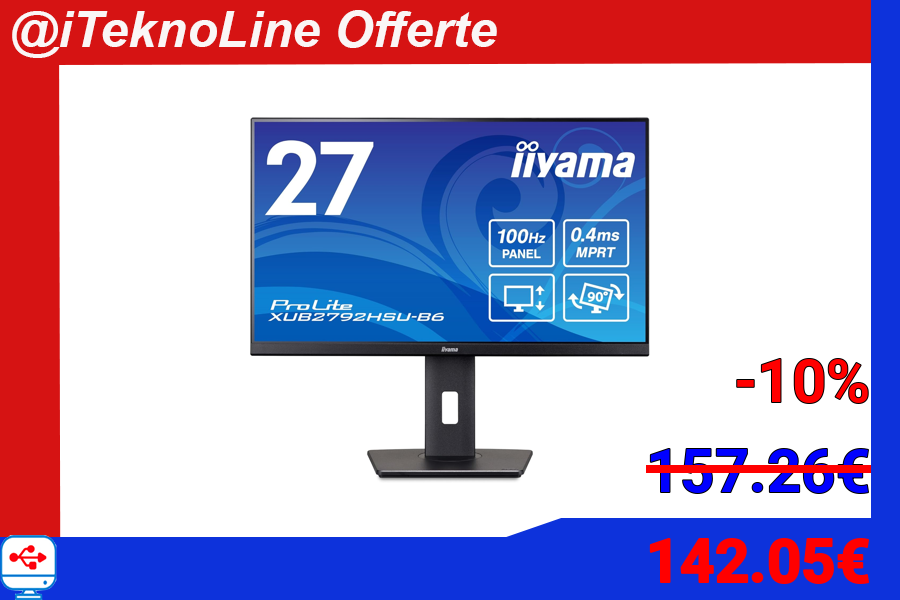 @iTeknoLine Offerte
27
iiyama
100Hz
PANEL
0.4ms
MPRT
90°
ProLite
XUB2792HSU-B6
iiyama
-10%
157.26€
142.05€